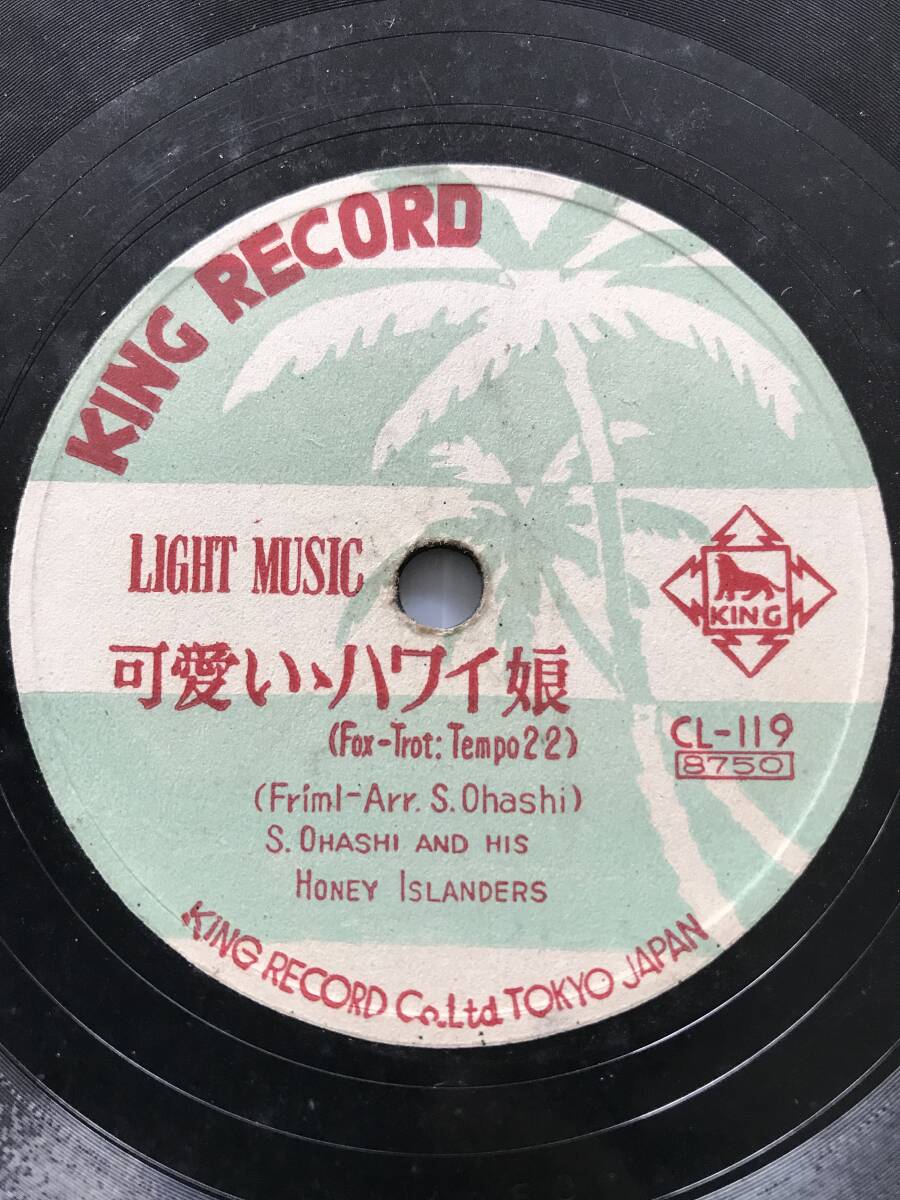 KING RECORD
LIGHT MUSIC
KING
可愛い、ハワイ娘
(Fox-Trot: Tempo 22)
CL-119
8750
(Friml-Arr. S. Ohashi)
S. OHASHI AND HIS
HONEY ISLANDERS
KING RECORD Co.Ltd TOKYO JAPAN